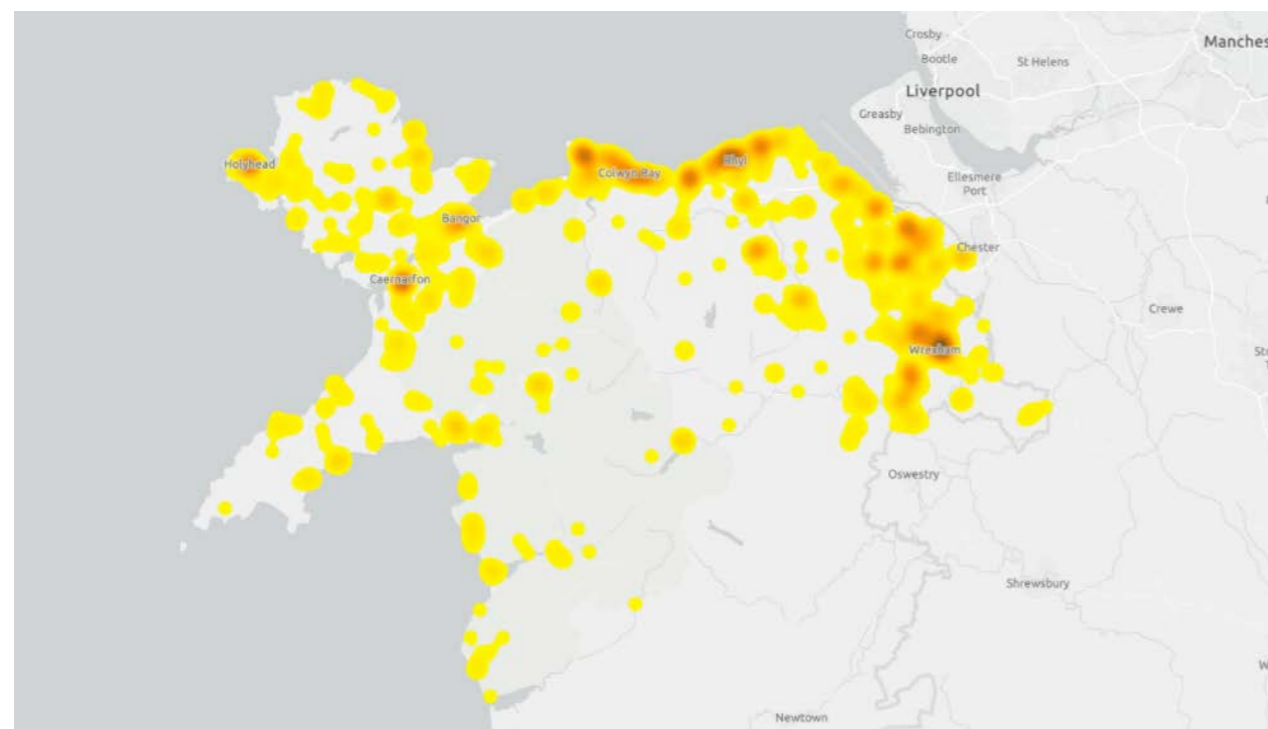 Crosby
Manches
Bootle
St Helens
Liverpool
Greasby
Bebington
Holyhead
Rhyl
Colwyn Bay
Ellesmere
Port
Bangor
Chester
Caernarfon
Crewe
Wrexham
Sto
Oswestry
Shrewsbury
W
Newtown